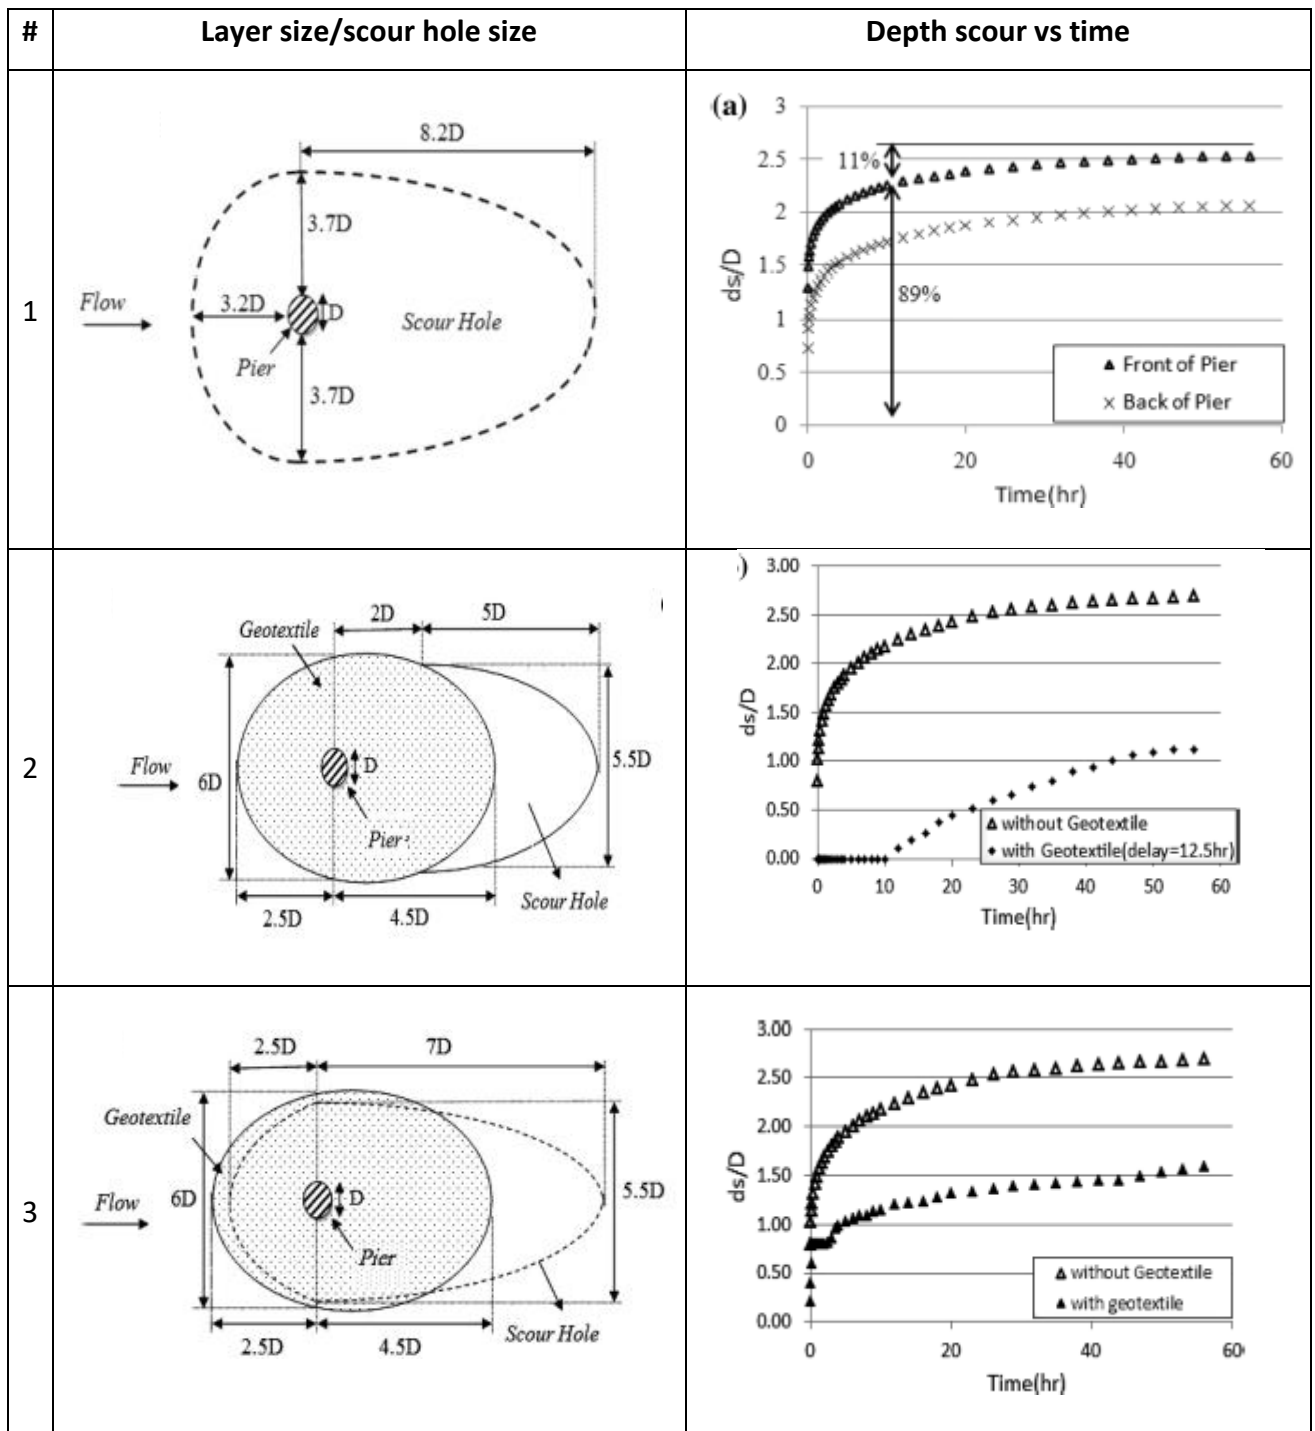 #
Layer size/scour hole size
Depth scour vs time
1
8.2D
3.7D
Flow
3.2D
D
Scour Hole
Pier
3.7D
(a)
3
2.5
2
1.5
1
0.5
0
ds/D
11%
89%
Front of Pier
Back of Pier
0 20 40 60
Time(hr)
2
2D 5D
Geotextile
Flow
6D
D
5.5D
Pier
Scour Hole
2.5D
4.5D
)
3.00
2.50
2.00
1.50
1.00
0.50
0.00
ds/D
without Geotextile
with Geotextile(delay=12.5hr)
0 10 20 30 40 50 60
Time(hr)
3
2.5D 7D
Geotextile
Flow
6D
D
5.5D
Pier
Scour Hole
2.5D 4.5D
3.00
2.50
2.00
1.50
1.00
0.50
0.00
ds/D
without Geotextile
with geotextile
0 20 40 60
Time(hr)